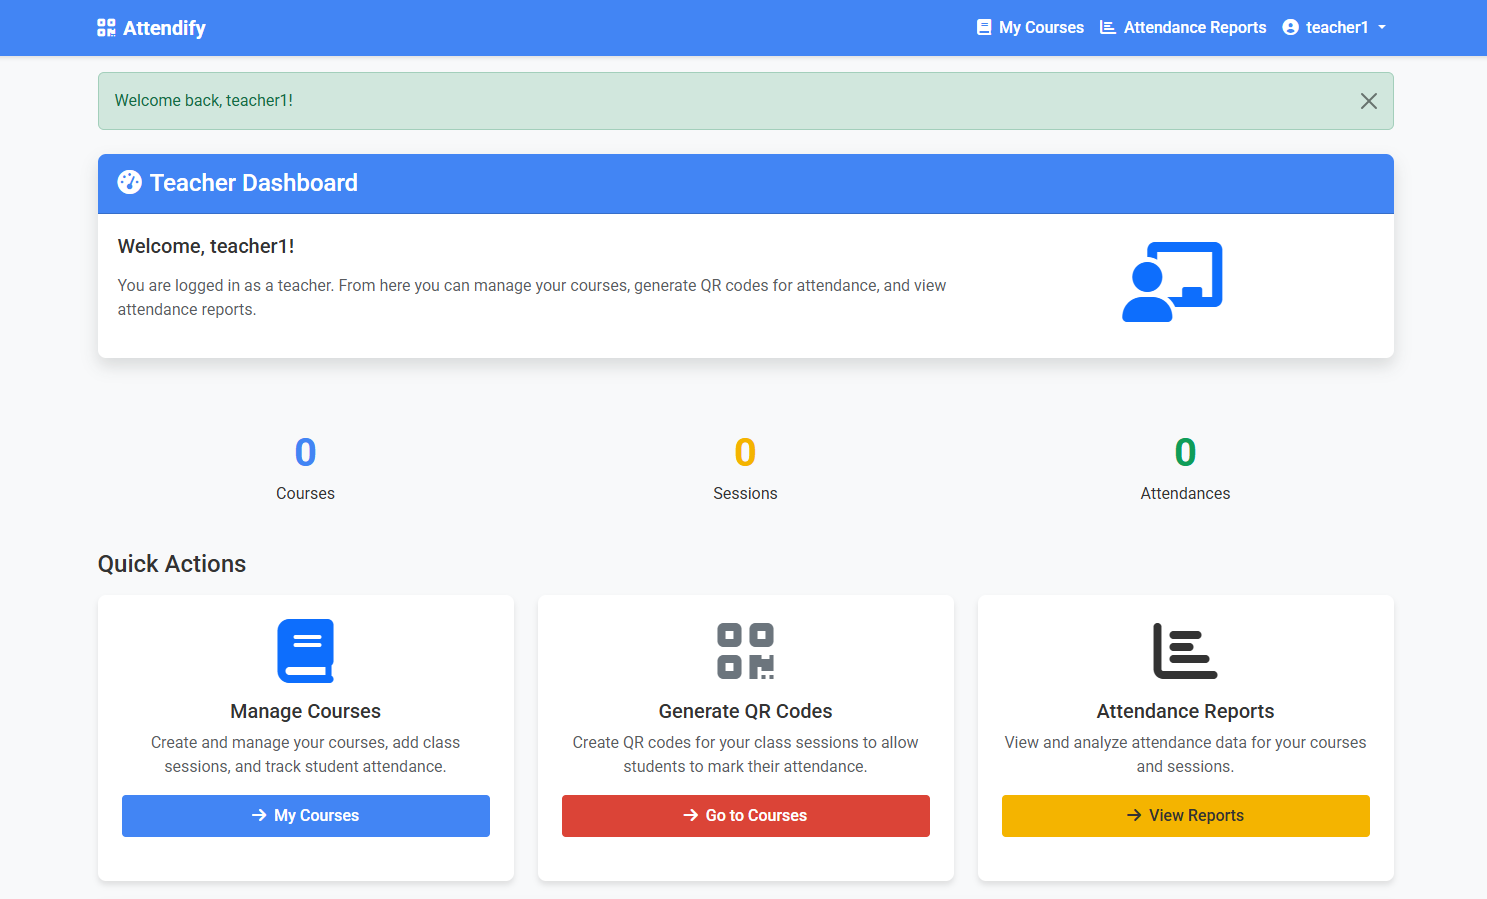 Attendify
My Courses
Attendance Reports
teacher1
Welcome back, teacher1!
Teacher Dashboard
Welcome, teacher1!
You are logged in as a teacher. From here you can manage your courses, generate QR codes for attendance, and view
attendance reports.
0
Courses
0
Sessions
0
Attendances
Quick Actions
Manage Courses
Create and manage your courses, add class
sessions, and track student attendance.
My Courses
Generate QR Codes
Create QR codes for your class sessions to allow
students to mark their attendance.
Go to Courses
Attendance Reports
View and analyze attendance data for your courses
and sessions.
View Reports